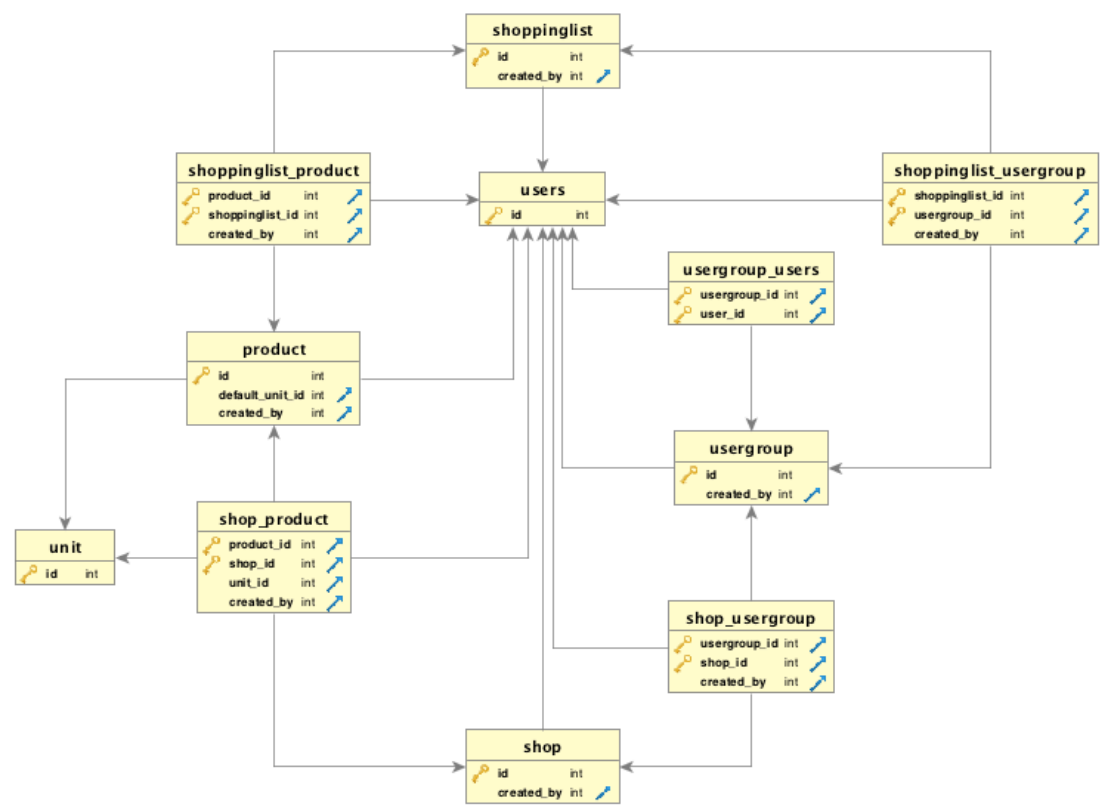 shoppinglist
id int
created_by int
shoppinglist_product
product_id int
shoppinglist_id int
created_by int
users
id int
shoppinglist_usergroup
shoppinglist_id int
usergroup_id int
created_by int
usergroup_users
usergroup_id int
user_id int
product
id int
default_unit_id int
created_by int
usergroup
id int
created_by int
shop_product
product_id int
shop_id int
unit_id int
created_by int
unit
id int
shop_usergroup
usergroup_id int
shop_id int
created_by int
shop
id int
created_by int